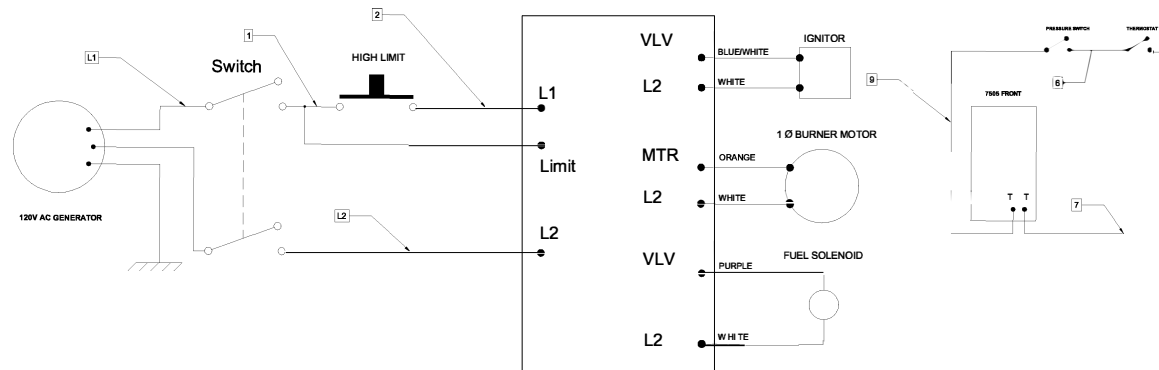 2
L1
Switch
1
HIGH LIMIT
L1
Limit
120V AC GENERATOR
L2
L2
VLV
BLUE/WHITE
IGNITOR
L2
WHITE
1 Ø BURNER MOTOR
MTR
ORANGE
L2
WHITE
FUEL SOLENOID
VLV
PURPLE
L2
WHITE
PRESSURE SWITCH
THERMOSTAT
9
6
7505 FRONT
T T
7